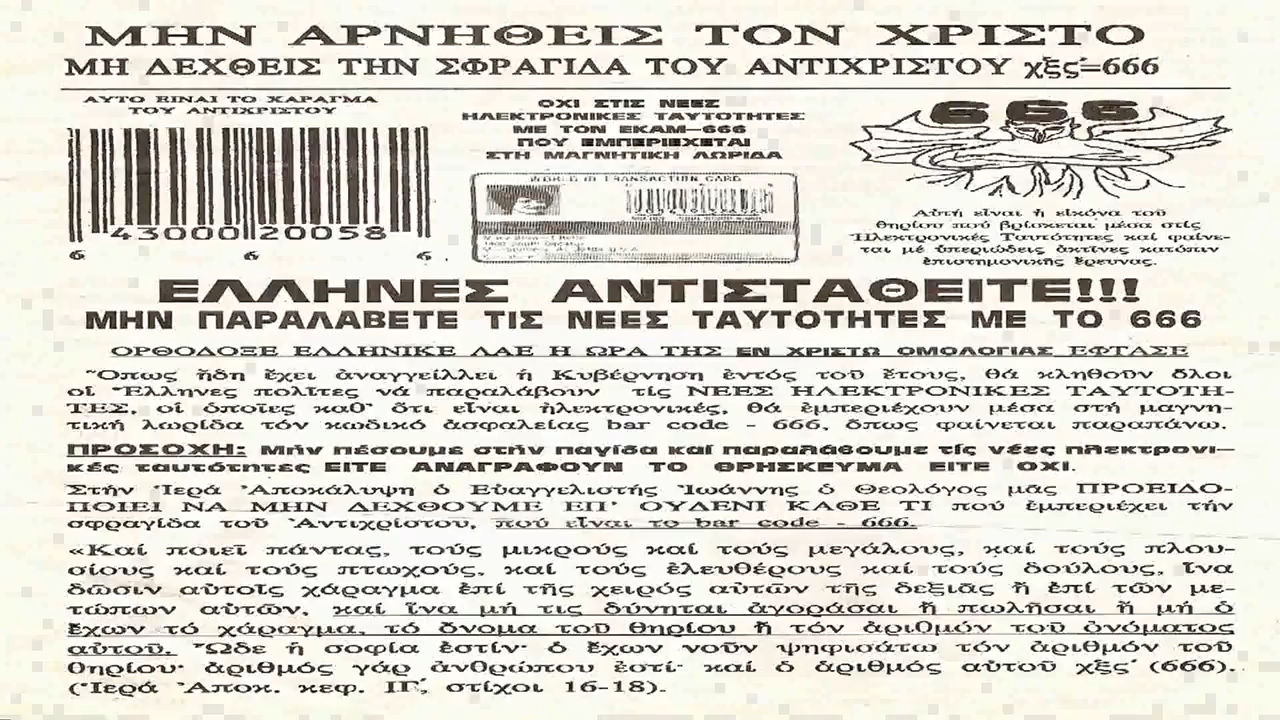 ΜΗΝ ΑΡΝΗΘΕΙΣ ΤΟΝ ΧΡΙΣΤΟ
ΜΗ ΔΕΧΘΕΙΣ ΤΗΝ ΣΦΡΑΓΙΔΑ ΤΟΥ ΑΝΤΙΧΡΙΣΤΟΥ χξς΄=666
ΑΥΤΟ ΕΙΝΑΙ ΤΟ ΧΑΡΑΓΜΑ
ΤΟΥ ΑΝΤΙΧΡΙΣΤΟΥ
43000 20058
6 6 6
ΟΧΙ ΣΤΙΣ ΝΕΕΣ
ΗΛΕΚΤΡΟΝΙΚΕΣ ΤΑΥΤΟΤΗΤΕΣ
ΜΕ ΤΟΝ ΕΚΑΜ—666
ΠΟΥ ΕΜΠΕΡΙΕΧΕΤΑΙ
ΣΤΗ ΜΑΓΝΗΤΙΚΗ ΛΩΡΙΔΑ
WORLD TRANSACTION CARD
666
Αὐτή εἶναι ἡ εἰκόνα τοῦ
θηρίου πού βρίσκεται μέσα στίς
Ἠλεκτρονικές Ταυτότητες καί φαίνε-
ται μέ ὑπεριώδεις ἀκτῖνες κατόπιν
ἐπιστημονικῆς ἔρευνας.
ΕΛΛΗΝΕΣ ΑΝΤΙΣΤΑΘΕΙΤΕ!!!
ΜΗΝ ΠΑΡΑΛΑΒΕΤΕ ΤΙΣ ΝΕΕΣ ΤΑΥΤΟΤΗΤΕΣ ΜΕ ΤΟ 666
ΟΡΘΟΔΟΞΕ ΕΛΛΗΝΙΚΕ ΛΑΕ Η ΩΡΑ ΤΗΣ ΕΝ ΧΡΙΣΤΩ ΟΜΟΛΟΓΙΑΣ ΕΦΤΑΣΕ
Ὅπως ἤδη ἔχει ἀναγγείλλει ἡ Κυβέρνηση ἐντός τοῦ ἔτους, θά κληθοῦν ὅλοι
οἱ Ἕλληνες πολῖτες νά παραλάβουν τίς ΝΕΕΣ ΗΛΕΚΤΡΟΝΙΚΕΣ ΤΑΥΤΟΤΗ-
ΤΕΣ, οἱ ὁποῖες καθ' ὅτι εἶναι ἠλεκτρονικές, θά ἐμπεριέχουν μέσα στή μαγνη-
τική λωρίδα τόν κωδικό ἀσφαλείας bar code - 666, ὅπως φαίνεται παραπάνω.
ΠΡΟΣΟΧΗ: Μήν πέσουμε στήν παγίδα καί παραλάβουμε τίς νέες ηλεκτρονι—
κές ταυτότητες ΕΙΤΕ ΑΝΑΓΡΑΦΟΥΝ ΤΟ ΘΡΗΣΚΕΥΜΑ ΕΙΤΕ ΟΧΙ.
Στήν Ἱερά Ἀποκάλυψη ὁ Εὐαγγελιστής Ἰωάννης ὁ Θεολόγος μᾶς ΠΡΟΕΙΔΟ-
ΠΟΙΕΙ ΝΑ ΜΗΝ ΔΕΧΘΟΥΜΕ ΕΠ' ΟΥΔΕΝΙ ΚΑΘΕ ΤΙ πού ἐμπεριέχει τήν
σφραγίδα τοῦ Ἀντιχρίστου, πού εἶναι το bar code - 666.
«Καί ποιεῖ πάντας, τούς μικρούς καί τούς μεγάλους, καί τούς πλου-
σίους καί τούς πτωχούς, καί τούς ἐλευθέρους καί τούς δούλους, ἵνα
δῶσιν αὐτοῖς χάραγμα ἐπί τῆς χειρός αὐτῶν τῆς δεξιᾶς ἤ ἐπί τῶν με-
τώπων αὐτῶν, καί ἵνα μή τις δύνηται ἀγοράσαι ἤ πωλῆσαι ἤ μή ὁ
ἔχων τό χάραγμα, τό ὄνομα τοῦ θηρίου ἤ τόν ἀριθμόν τοῦ ὀνόματος
αὐτοῦ. Ὧδε ἡ σοφία ἐστίν· ὁ ἔχων νοῦν ψηφισάτω τόν ἀριθμόν τοῦ
θηρίου· ἀριθμός γάρ ἀνθρώπου ἐστί· καί ὁ ἀριθμός αὐτοῦ χξς΄ (666).
(Ἱερά Ἀποκ. κεφ. ΙΓ΄, στίχοι 16-18).